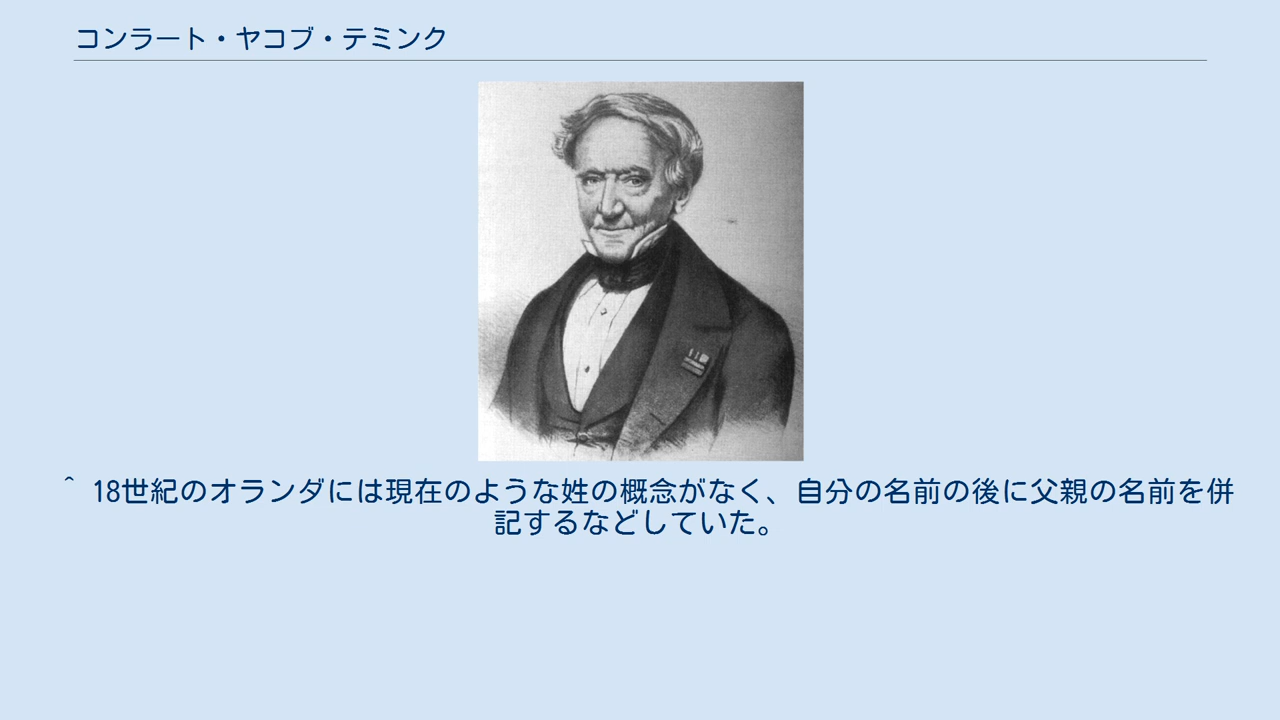 コンラート・ヤコブ・テミンク
^ 18世紀のオランダには現在のような姓の概念がなく、自分の名前の後に父親の名前を併
記するなどしていた。